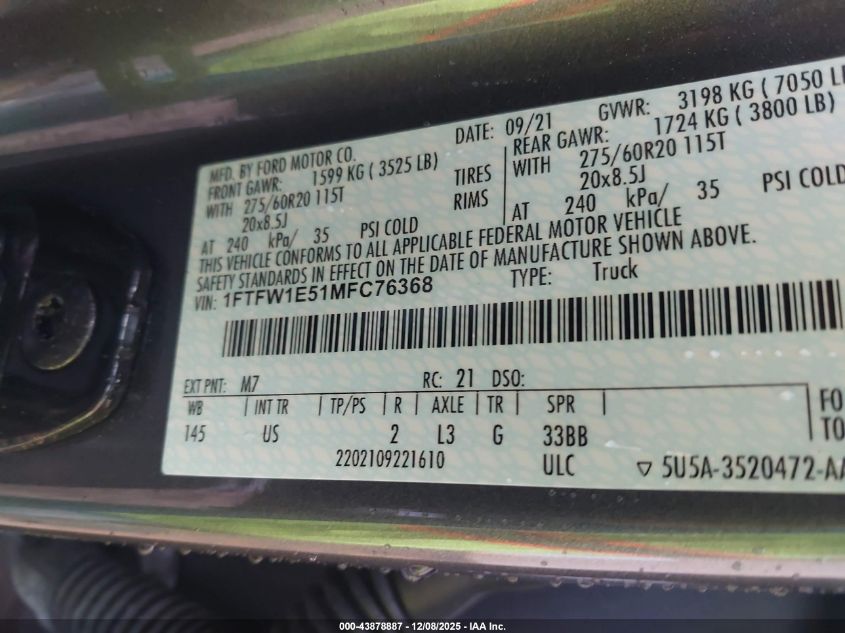 MFD. BY FORD MOTOR CO. DATE: 09/21 GVWR: 3198 KG ( 7050 L
FRONT GAWR: 1599 KG ( 3525 LB) REAR GAWR: 1724 KG ( 3800 LB)
WITH 275/60R20 115T TIRES WITH 275/60R20 115T
20x8.5J RIMS 20x8.5J
AT 240 kPa/ 35 PSI COLD AT 240 kPa/ 35 PSI COLD
THIS VEHICLE CONFORMS TO ALL APPLICABLE FEDERAL MOTOR VEHICLE
SAFETY STANDARDS IN EFFECT ON THE DATE OF MANUFACTURE SHOWN ABOVE.
VIN: 1FTFW1E51MFC76368 TYPE: Truck
EXT PNT: M7 RC: 21 DSO:
WB | INT TR | TP/PS | R | AXLE | TR | SPR | FO
145 US 2 L3 G 33BB TO
2202109221610 ULC ▽ 5U5A-3520472-A
000-43878887 - 12/08/2025 - IAA Inc.